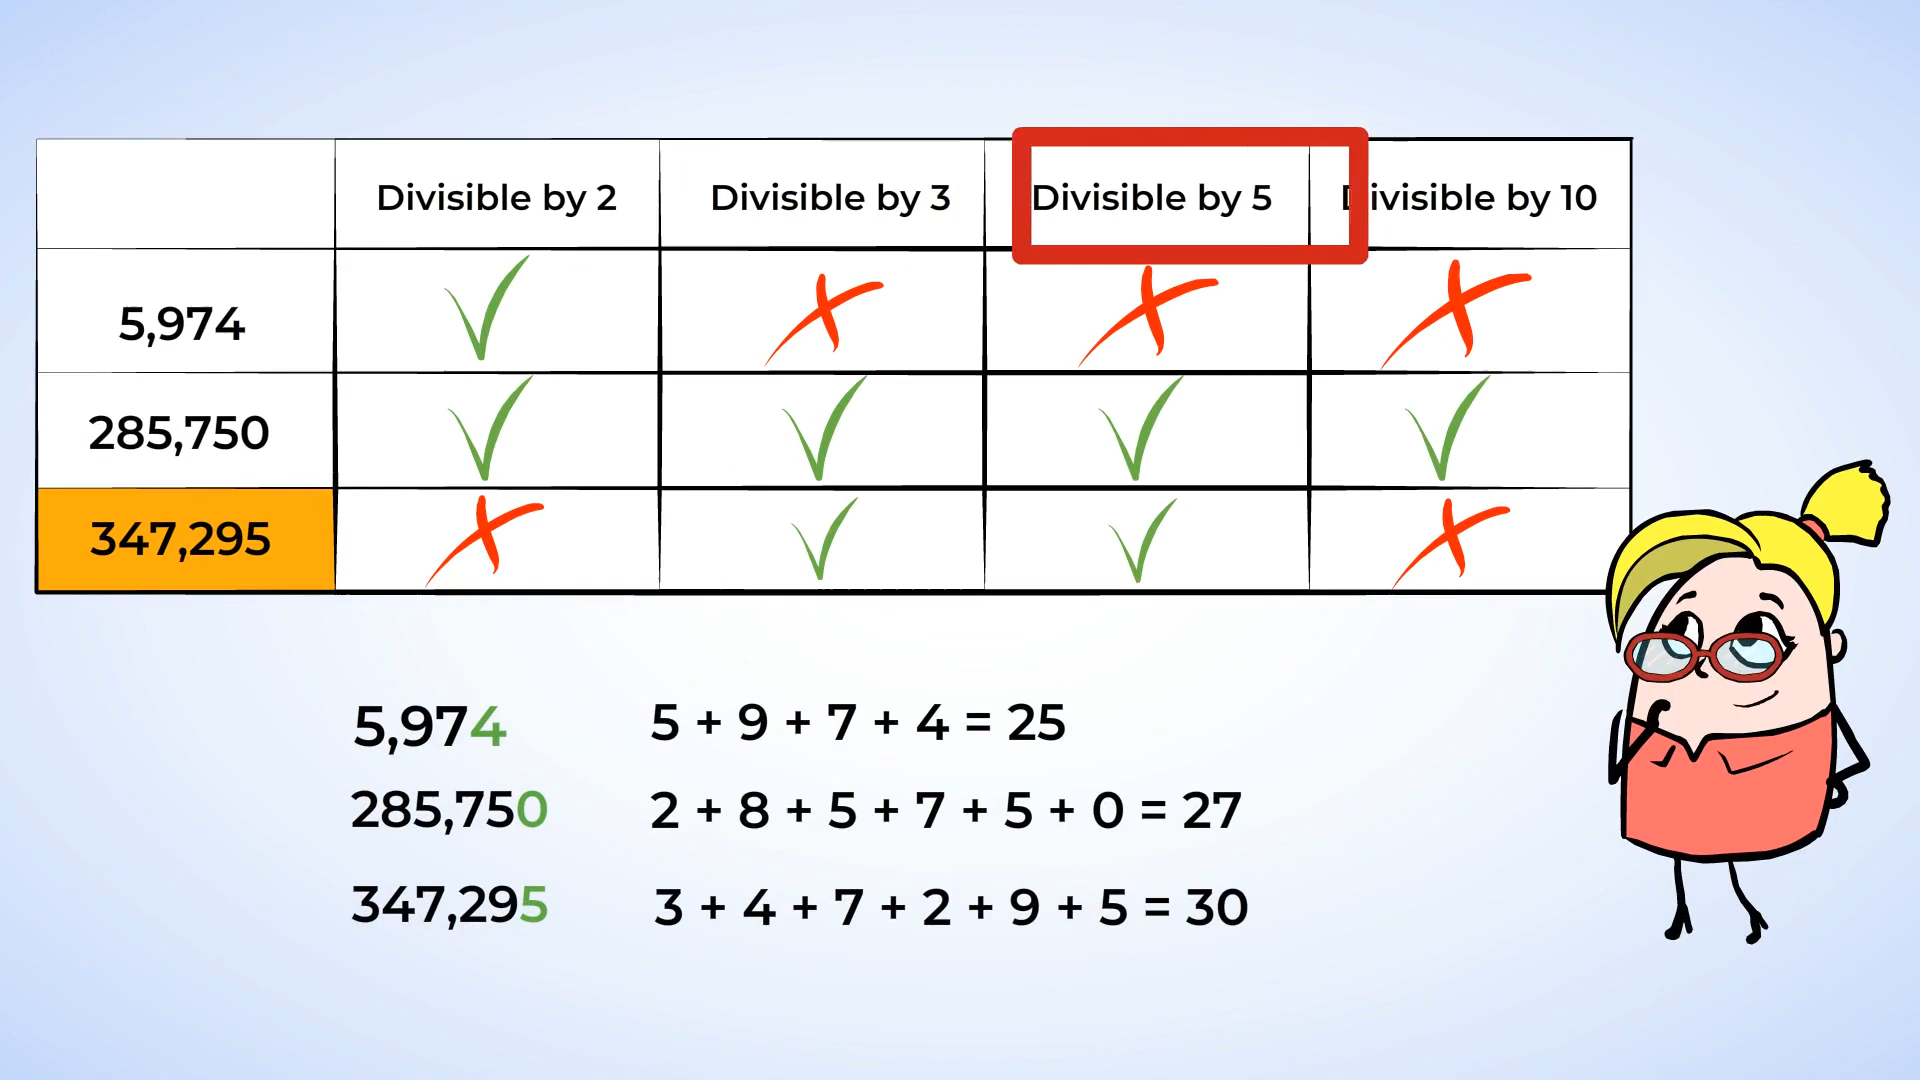 Divisible by 2 Divisible by 3 Divisible by 5 Divisible by 10
5,974
285,750
347,295
5,974 5 + 9 + 7 + 4 = 25
285,750 2 + 8 + 5 + 7 + 5 + 0 = 27
347,295 3 + 4 + 7 + 2 + 9 + 5 = 30